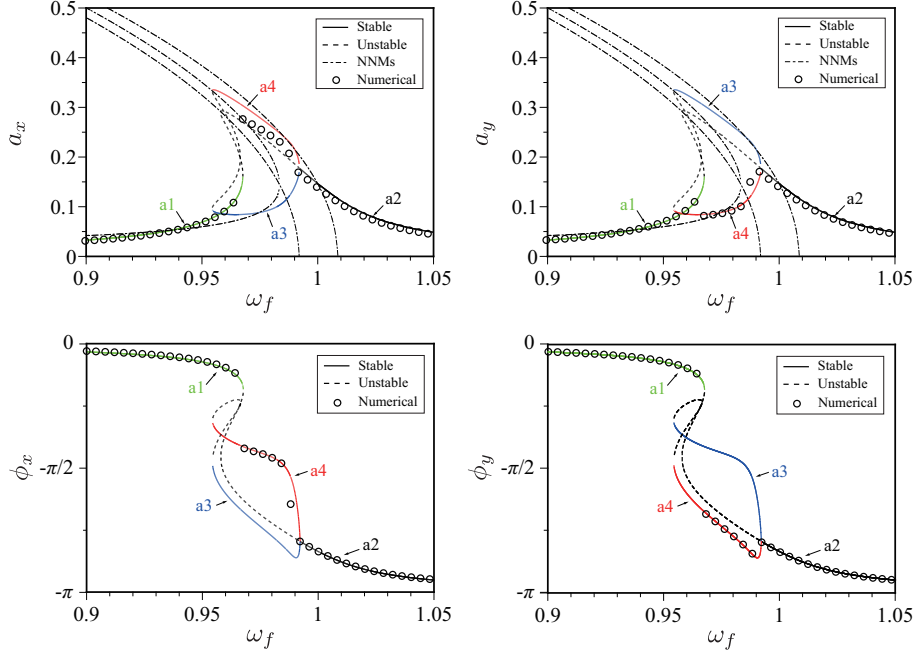 0.5
0.4
0.3
0.2
0.1
0
a_x
Stable
Unstable
NNMs
Numerical
a4
a1
a3
a2
0.9
0.95
1
1.05
ω_f
0.5
0.4
0.3
0.2
0.1
0
a_y
Stable
Unstable
NNMs
Numerical
a3
a1
a4
a2
0.9
0.95
1
1.05
ω_f
0
-π/2
-π
ϕ_x
Stable
Unstable
Numerical
a1
a4
a3
a2
0.9
0.95
1
1.05
ω_f
0
-π/2
-π
ϕ_y
Stable
Unstable
Numerical
a1
a3
a4
a2
0.9
0.95
1
1.05
ω_f